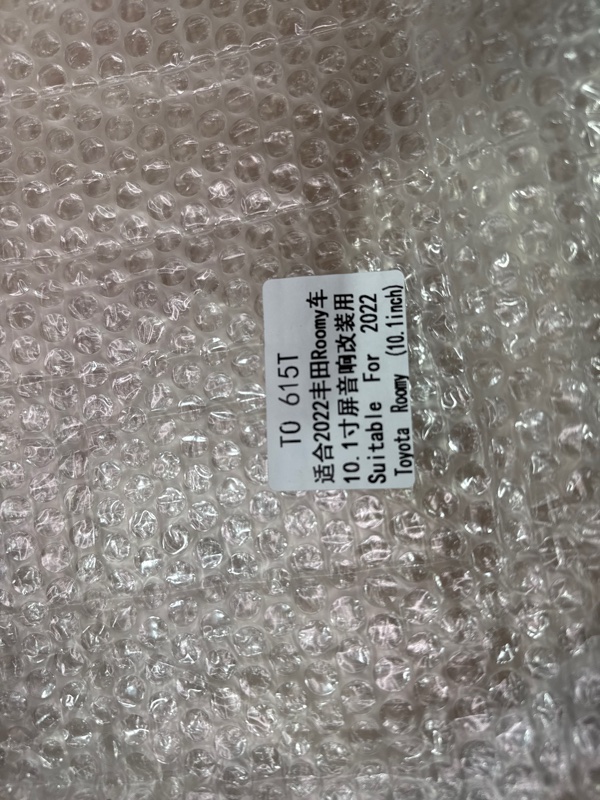 TO 615T
适合2022丰田Roomy车
10.1寸屏音响改装用
Suitable For 2022
Toyota Roomy (10.1inch)